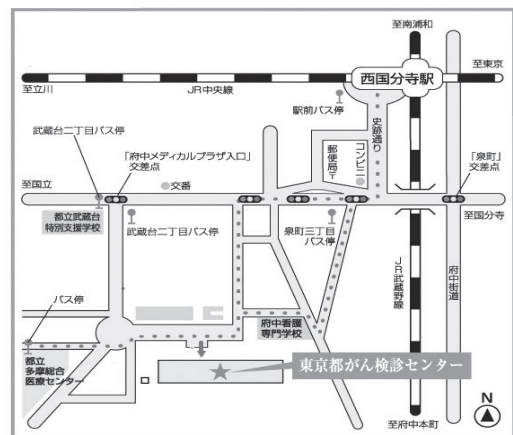 至南浦和
西国分寺駅
至東京
至立川
JR中央線
駅前バス停
史跡通り
武蔵台二丁目バス停
「府中メディカルプラザ入口」
交差点
郵便局〒
コンビニ
「泉町」
交差点
至国立
交番
都立武蔵台
特別支援学校
武蔵台二丁目バス停
泉町三丁目
バス停
至国分寺
JR武蔵野線
府中街道
バス停
府中看護
専門学校
都立
多摩総合
医療センター
東京都がん検診センター
N
至府中本町